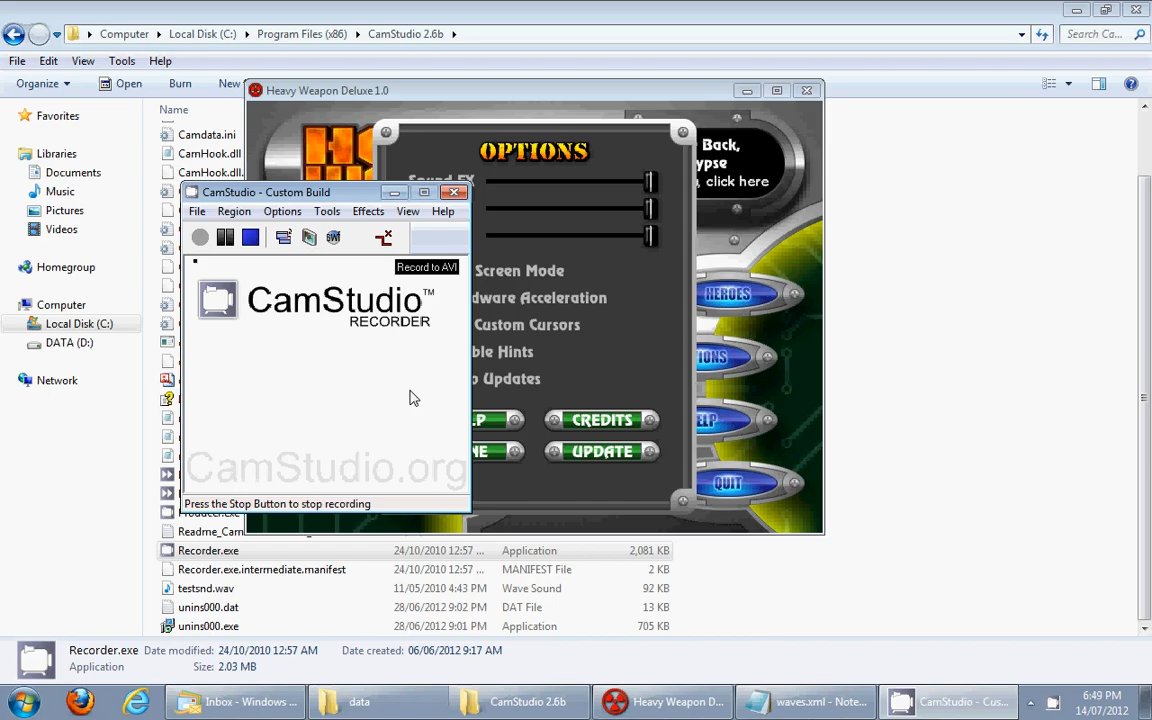 Computer ▸ Local Disk (C:) ▸ Program Files (x86) ▸ CamStudio 2.6b ▸
Search Ca...
File Edit View Tools Help
Organize Open Burn New
Name
Favorites
Libraries
Documents
Music
Pictures
Videos
Homegroup
Computer
Local Disk (C:)
DATA (D:)
Network
Camdata.ini
CamHook.dll
CamHook.dll.
Heavy Weapon Deluxe 1.0
OPTIONS
Back,
click here
Screen Mode
Custom Cursors
Hints
Updates
CREDITS
UPDATE
HEROES
QUIT
CamStudio - Custom Build
File Region Options Tools Effects View Help
Record to AVI
CamStudio™
RECORDER
CamStudio.org
Press the Stop Button to stop recording
Recorder.exe 24/10/2010 12:57 ... Application 2,081 KB
Recorder.exe.intermediate.manifest 24/10/2010 12:57 ... MANIFEST File 2 KB
testsnd.wav 11/05/2010 4:43 PM Wave Sound 92 KB
unins000.dat 28/06/2012 9:02 PM DAT File 13 KB
unins000.exe 28/06/2012 9:01 PM Application 705 KB
Recorder.exe Date modified: 24/10/2010 12:57 AM Date created: 06/06/2012 9:17 AM
Application Size: 2.03 MB
Inbox - Windows ... data CamStudio 2.6b Heavy Weapon D... waves.xml - Note... CamStudio - Cus...
6:49 PM
14/07/2012